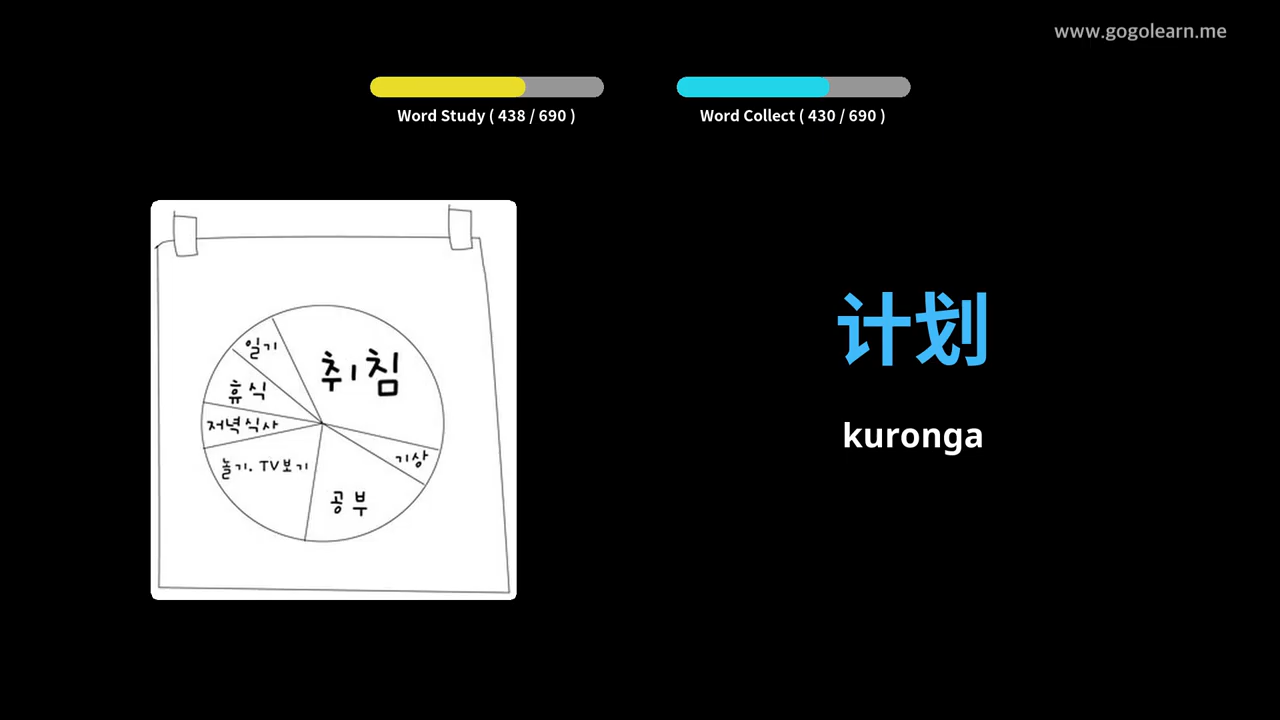 www.gogolearn.me
Word Study ( 438 / 690 )
Word Collect ( 430 / 690 )
일기
취침
휴식
저녁식사
놀기. TV보기
기상
공부
计划
kuronga